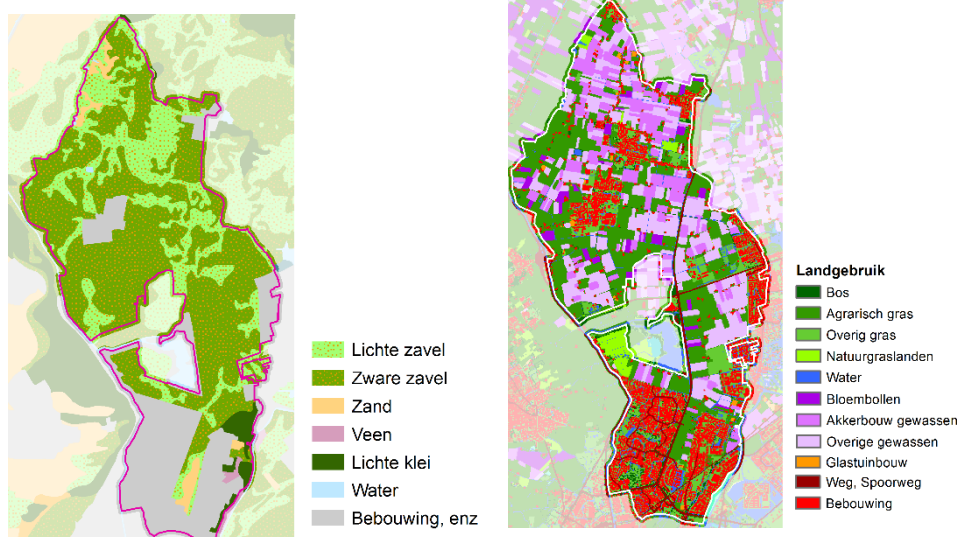 Lichte zavel
Zware zavel
Zand
Veen
Lichte klei
Water
Bebouwing, enz
Landgebruik
Bos
Agrarisch gras
Overig gras
Natuurgraslanden
Water
Bloembollen
Akkerbouw gewassen
Overige gewassen
Glastuinbouw
Weg, Spoorweg
Bebouwing